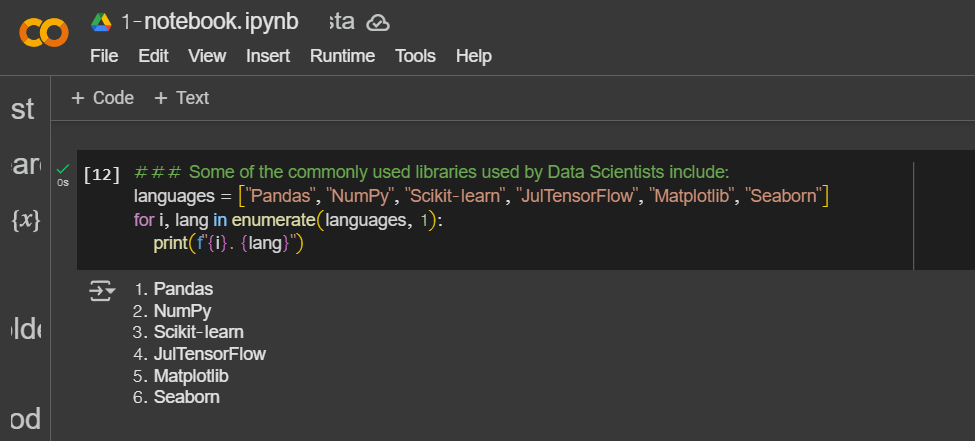 1-notebook.ipynb sta
File Edit View Insert Runtime Tools Help
+ Code + Text
st
ar
{x}
olde
od
0s
[12] ### Some of the commonly used libraries used by Data Scientists include:
languages = ["Pandas", "NumPy", "Scikit-learn", "JulTensorFlow", "Matplotlib", "Seaborn"]
for i, lang in enumerate(languages, 1):
print(f"{i}. {lang}")
1. Pandas
2. NumPy
3. Scikit-learn
4. JulTensorFlow
5. Matplotlib
6. Seaborn